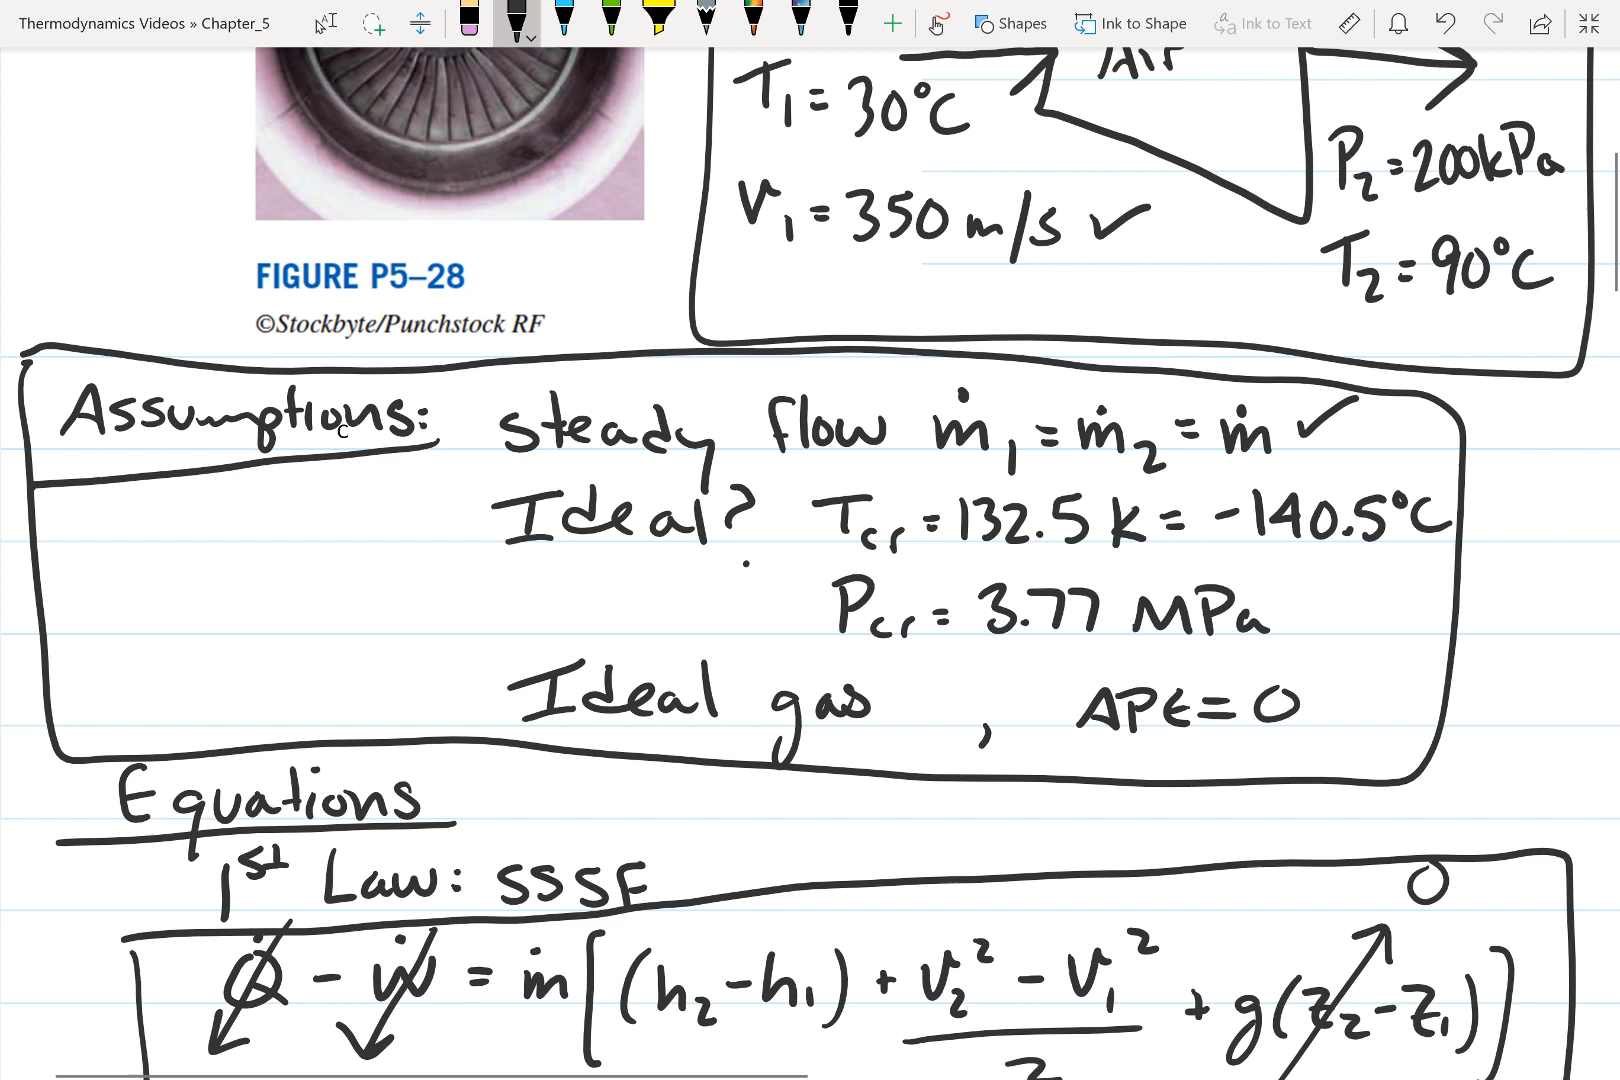 Thermodynamics Videos » Chapter_5
Shapes
Ink to Shape
Ink to Text
Air
T₁ = 30°C
V₁ = 350 m/s ✓
P₂ = 200kPa
T₂ = 90°C
FIGURE P5–28
©Stockbyte/Punchstock RF
Assumptions: steady flow ṁ₁ = ṁ₂ = ṁ ✓
Ideal? Tcr = 132.5 K = -140.5°C
Pcr = 3.77 MPa
Ideal gas , ΔPE = 0
Equations
1st Law: SSSF
0
Q̇ - Ẇ = ṁ[(h₂-h₁) + V₂² - V₁² + g(z₂-z₁)]
2